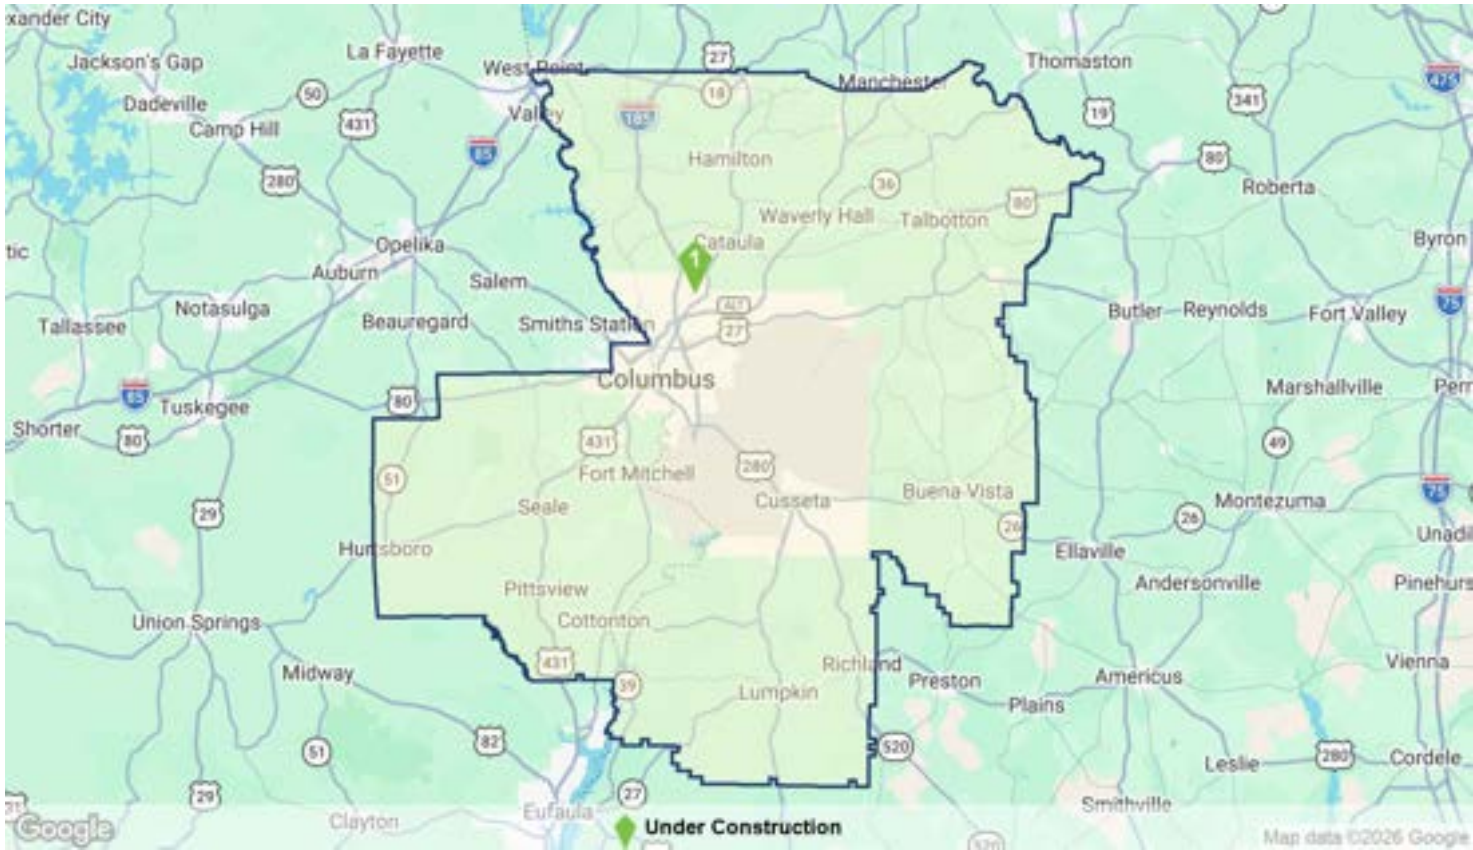 xander City
La Fayette
27
Thomaston
Jackson's Gap
West Point
Manchester
475
Dadeville
50
18
341
Valley
185
19
Camp Hill
431
85
Hamilton
80
280
36
Roberta
80
Waverly Hall
Talbotton
tic
Opelika
Cataula
Byron
1
Auburn
Salem
Notasulga
75
Tallassee
Beauregard
Smiths Station
27
Butler
Reynolds
Fort Valley
Columbus
Marshallville
Perr
85
80
Tuskegee
Shorter
80
431
49
280
Fort Mitchell
51
Buena Vista
75
Cusseta
Montezuma
Seale
29
26
26
Unadil
Hurtsboro
Ellaville
Andersonville
Pinehurs
Pittsview
Cottonton
Union Springs
431
Richland
Vienna
Midway
39
Lumpkin
Preston
Americus
Plains
82
51
520
280
Leslie
Cordele
29
27
Smithville
Eufaula
Clayton
Google
Under Construction
520
Map data ©2026 Google